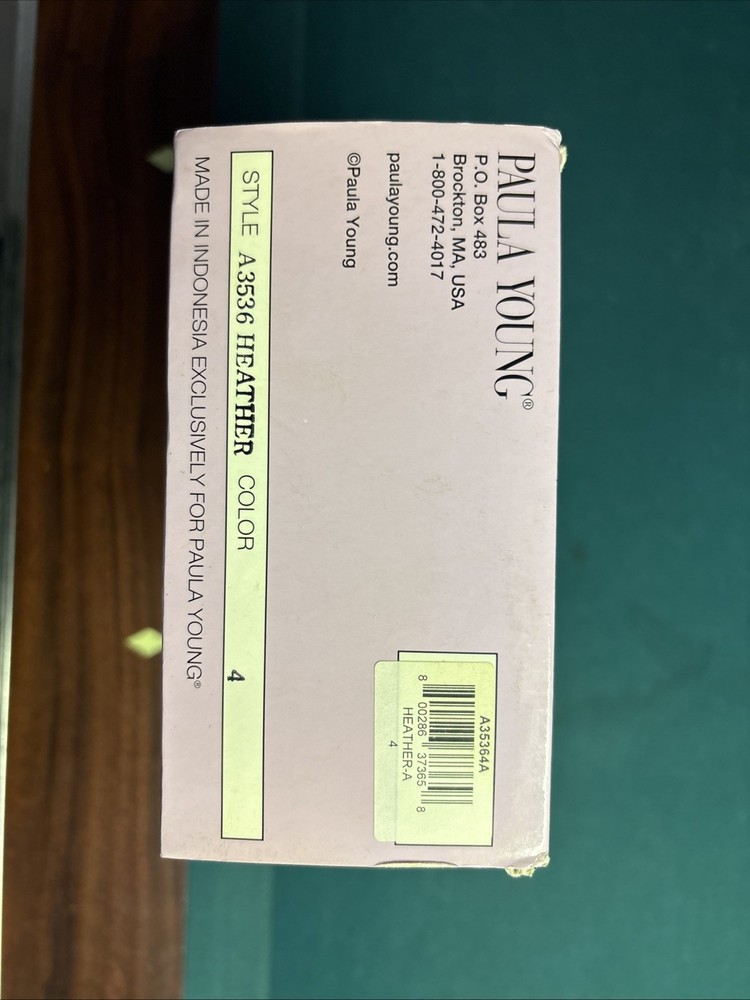 PAULA YOUNG®
P.O. Box 483
Brockton, MA, USA
1-800-472-4017
paulayoung.com
©Paula Young
A35364A
8 00286 37365 8
HEATHER-A
4
STYLE A3536 HEATHER COLOR 4
MADE IN INDONESIA EXCLUSIVELY FOR PAULA YOUNG®